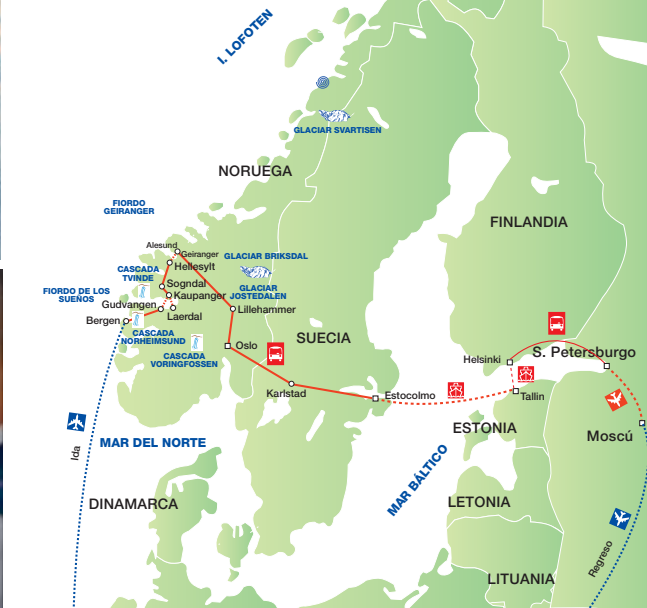 I. LOFOTEN
GLACIAR SVARTISEN
NORUEGA
FIORDO
GEIRANGER
FINLANDIA
Alesund
Geiranger
GLACIAR BRIKSDAL
Hellesylt
CASCADA
TVINDE
Sogndal
FIORDO DE LOS
SUEÑOS
Kaupanger
GLACIAR
JOSTEDALEN
Gudvangen
Laerdal
Lillehammer
Bergen
CASCADA
NORHEIMSUND
SUECIA
Oslo
CASCADA
VORINGFOSSEN
Helsinki
S. Petersburgo
Karlstad
Estocolmo
Tallin
ESTONIA
Moscú
Ida
MAR DEL NORTE
MAR BÁLTICO
DINAMARCA
LETONIA
Regreso
LITUANIA